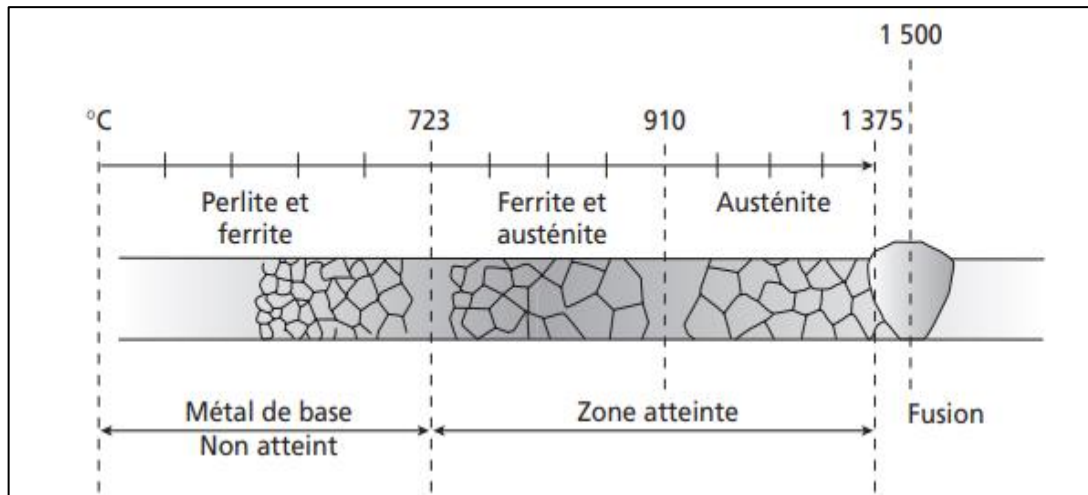 1 500
°C
723
910
1 375
Perlite et
ferrite
Ferrite et
austénite
Austénite
Métal de base
Non atteint
Zone atteinte
Fusion